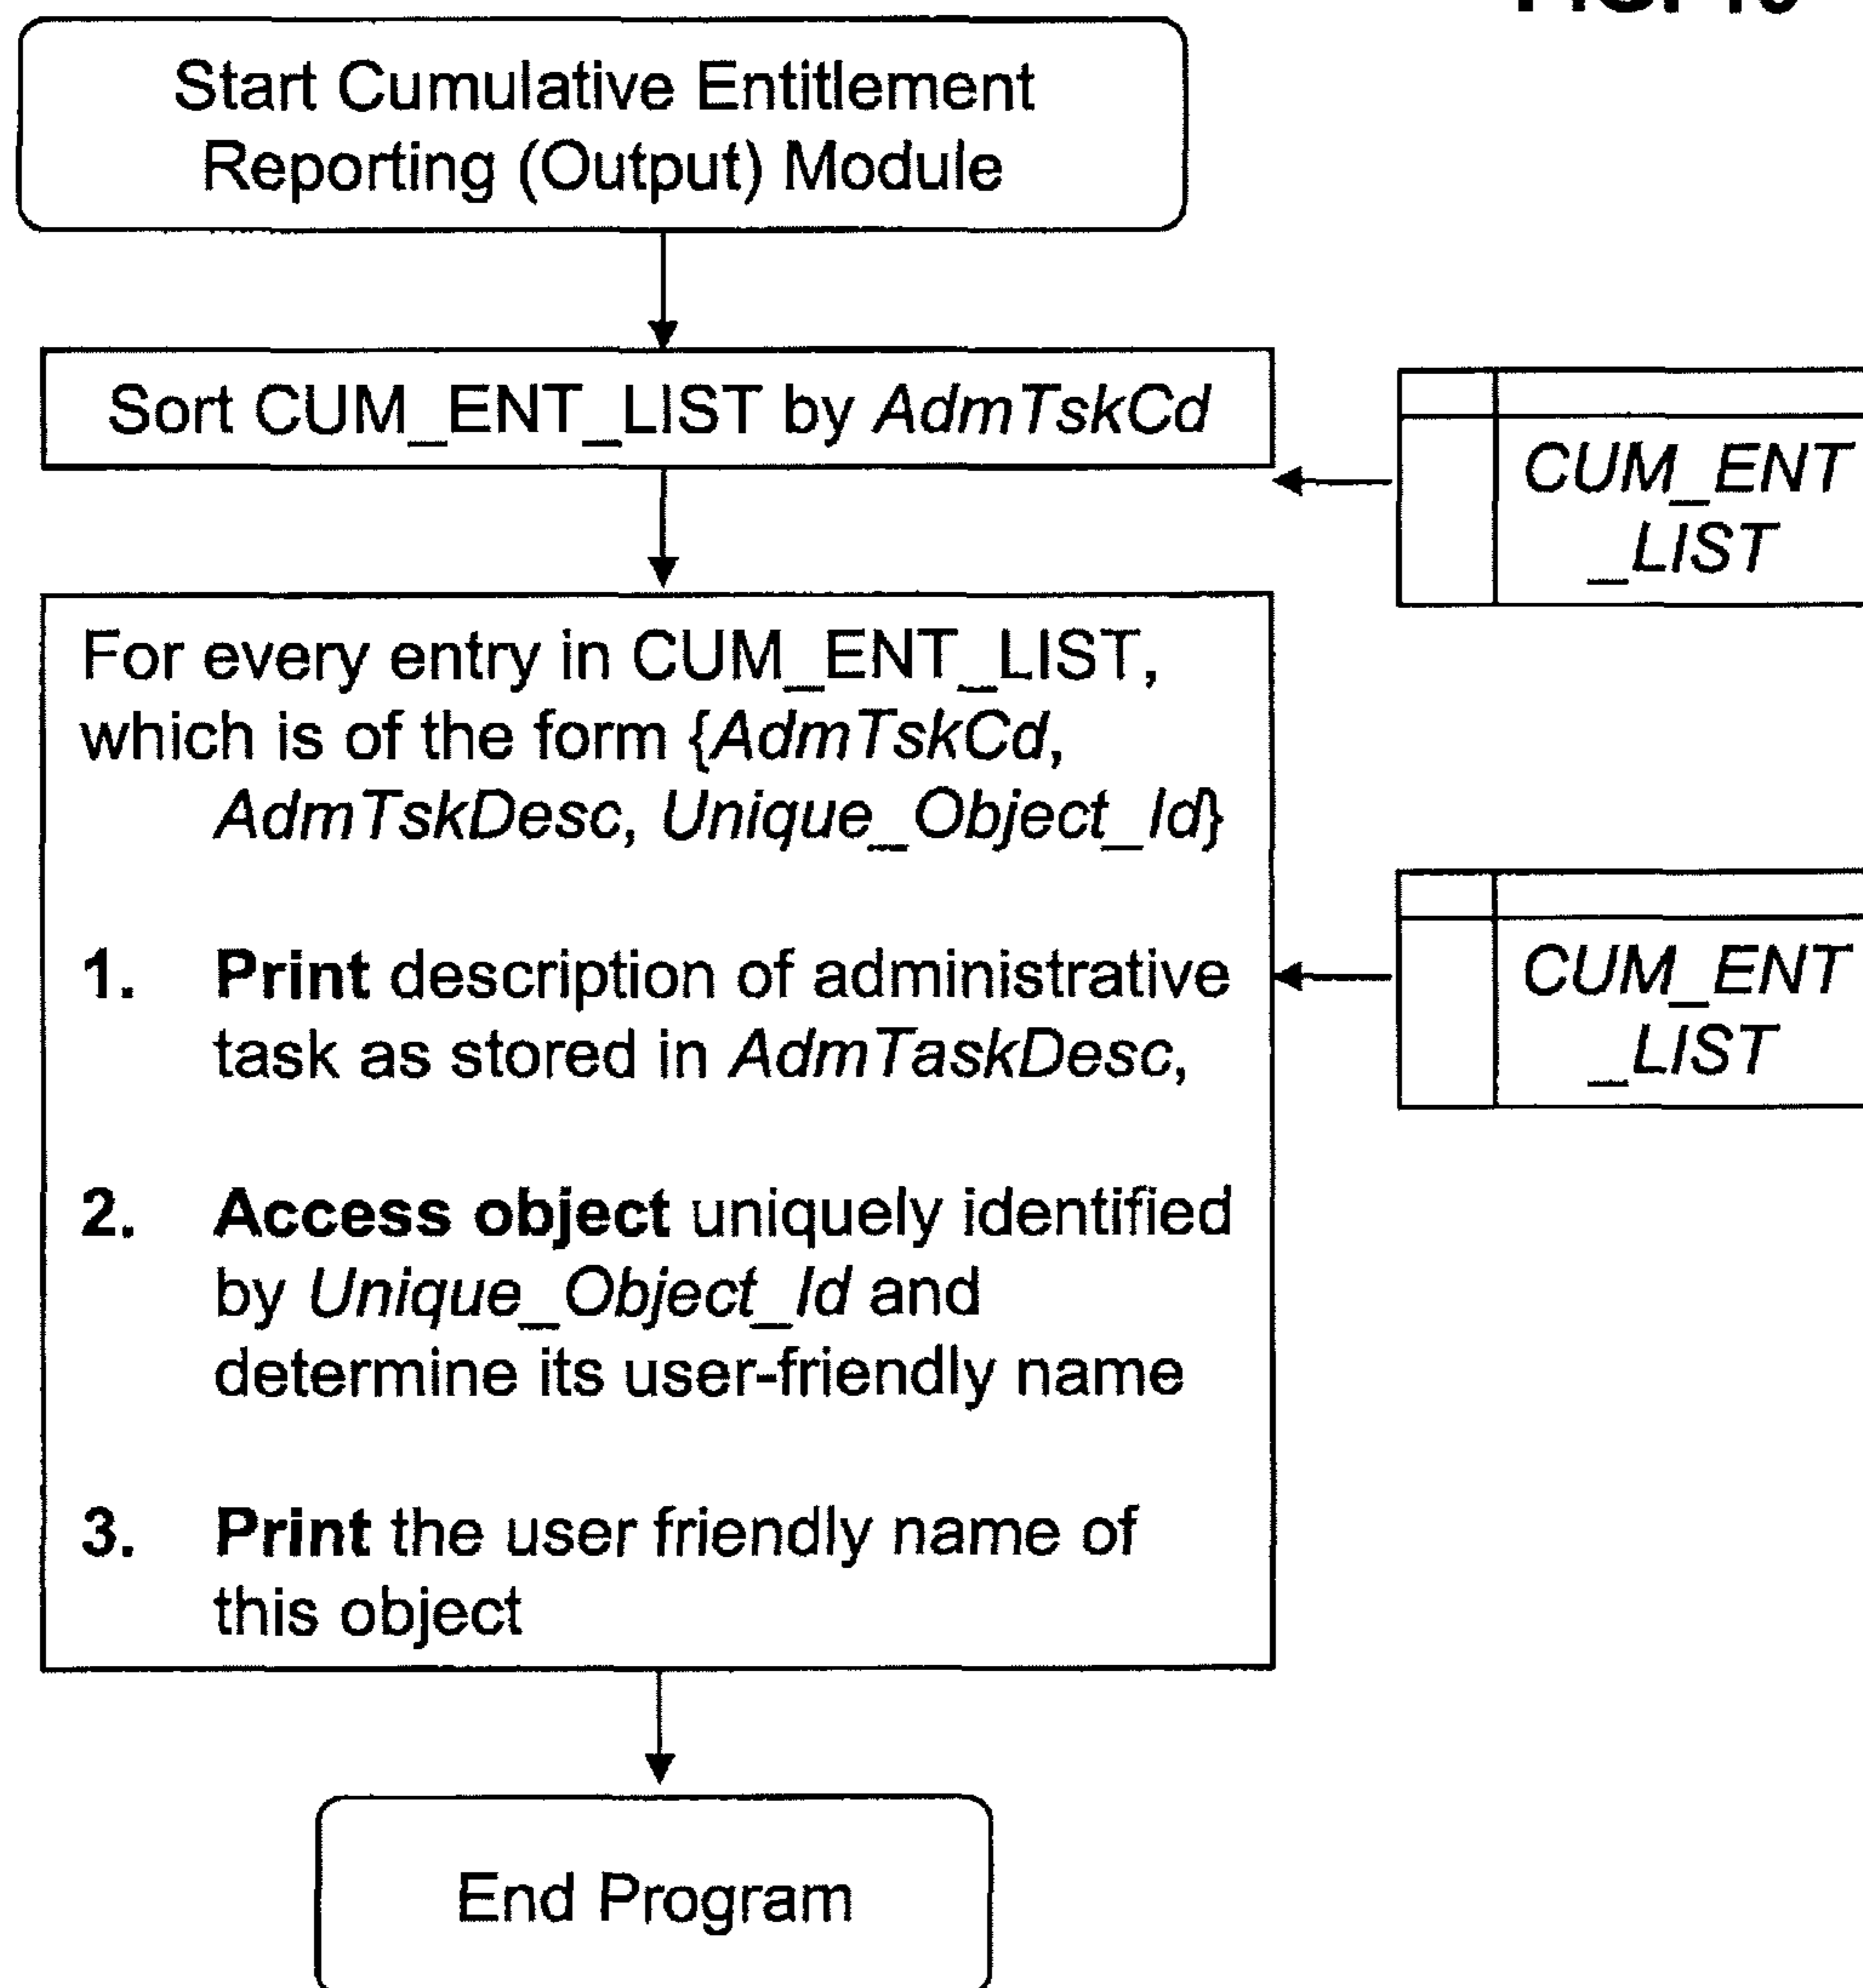 Start Cumulative Entitlement
Reporting (Output) Module
Sort CUM_ENT_LIST by AdmTskCd
CUM_ENT
_LIST
For every entry in CUM_ENT_LIST,
which is of the form {AdmTskCd,
AdmTskDesc, Unique_Object_Id}
1. Print description of administrative
task as stored in AdmTaskDesc,
CUM_ENT
_LIST
2. Access object uniquely identified
by Unique_Object_Id and
determine its user-friendly name
3. Print the user friendly name of
this object
End Program